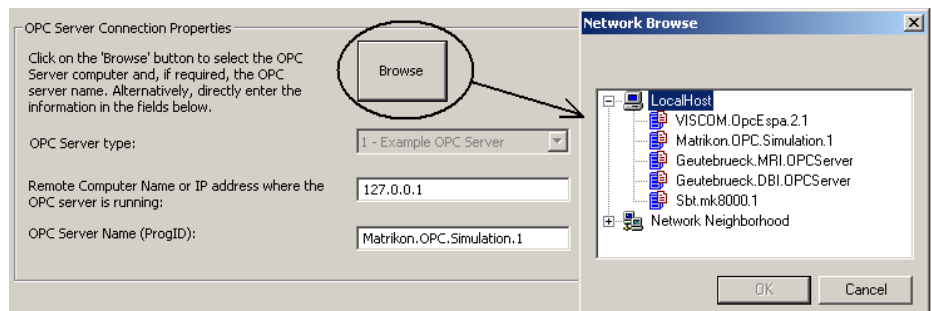 OPC Server Connection Properties
Click on the 'Browse' button to select the OPC
Server computer and, if required, the OPC
server name. Alternatively, directly enter the
information in the fields below.
Browse
OPC Server type:
1 - Example OPC Server
Remote Computer Name or IP address where the
OPC server is running:
127.0.0.1
OPC Server Name (ProgID):
Matrikon.OPC.Simulation.1
Network Browse
LocalHost
VISCOM.OpcEspa.2.1
Matrikon.OPC.Simulation.1
Geutebrueck.MRI.OPCServer
Geutebrueck.DBI.OPCServer
Sbt.mk8000.1
Network Neighborhood
OK
Cancel